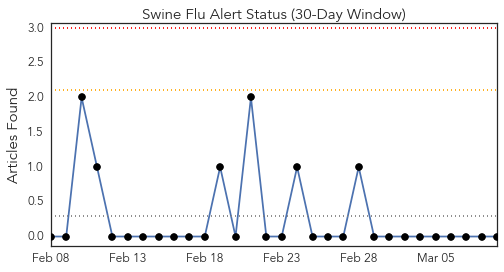 Swine Flu Alert Status (30-Day Window)
Articles Found
3.0
2.5
2.0
1.5
1.0
0.5
0.0
Feb 08 Feb 13 Feb 18 Feb 23 Feb 28 Mar 05